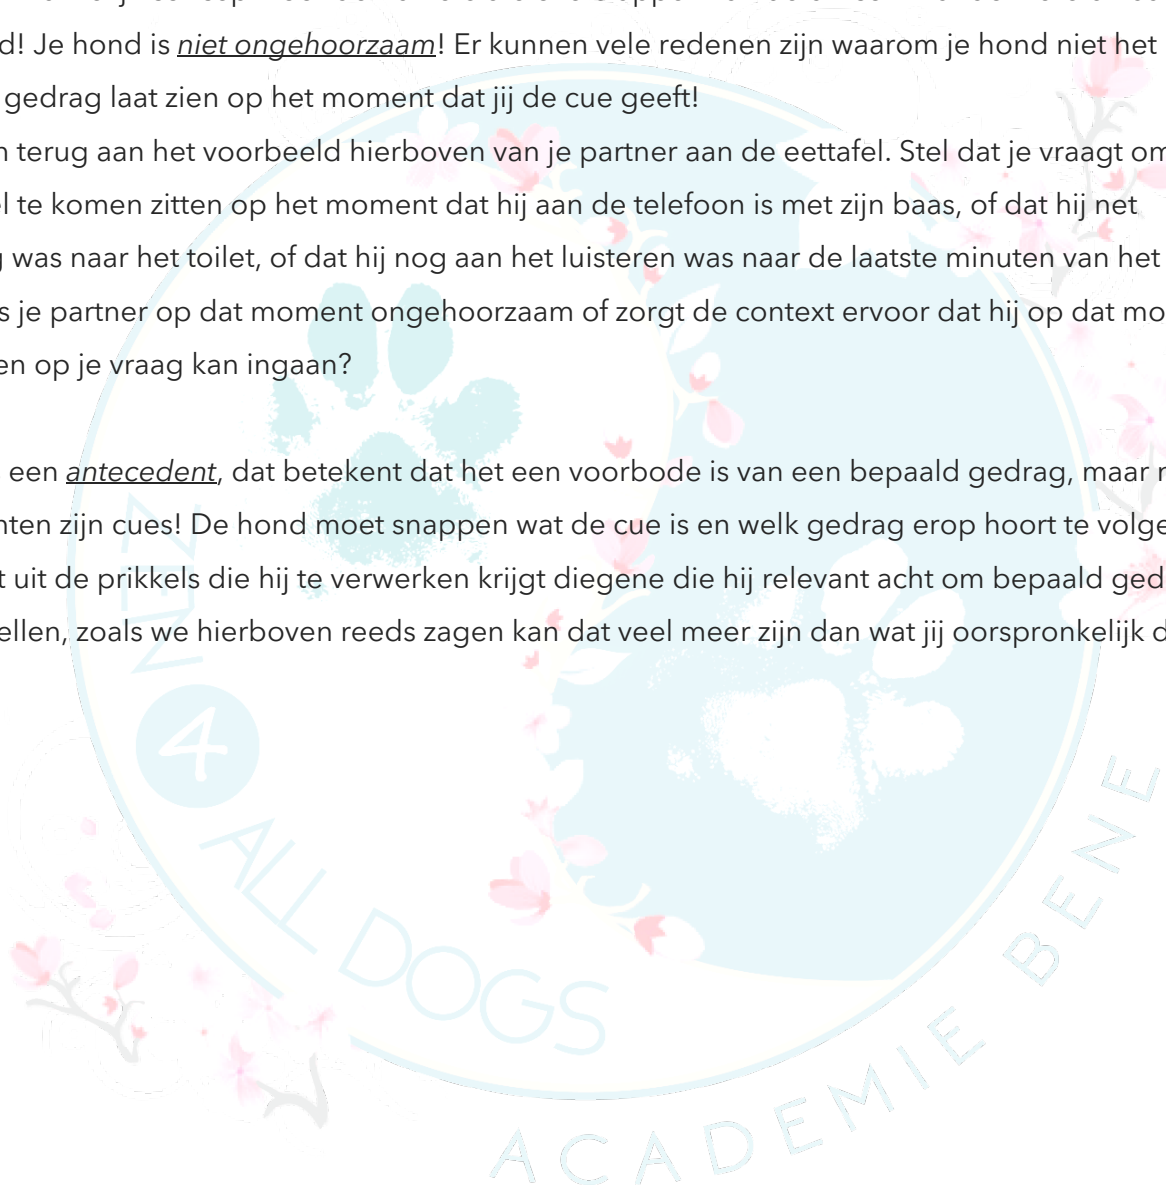 d! Je hond is niet ongehoorzaam! Er kunnen vele redenen zijn waarom je hond niet het
gedrag laat zien op het moment dat jij de cue geeft!
n terug aan het voorbeeld hierboven van je partner aan de eettafel. Stel dat je vraagt om
el te komen zitten op het moment dat hij aan de telefoon is met zijn baas, of dat hij net
g was naar het toilet, of dat hij nog aan het luisteren was naar de laatste minuten van het
s je partner op dat moment ongehoorzaam of zorgt de context ervoor dat hij op dat mo
en op je vraag kan ingaan?
een antecedent, dat betekent dat het een voorbode is van een bepaald gedrag, maar n
nten zijn cues! De hond moet snappen wat de cue is en welk gedrag erop hoort te volge
t uit de prikkels die hij te verwerken krijgt diegene die hij relevant acht om bepaald ged
ellen, zoals we hierboven reeds zagen kan dat veel meer zijn dan wat jij oorspronkelijk d
ZEN
4
ALL DOGS
ACADEMIE BENE